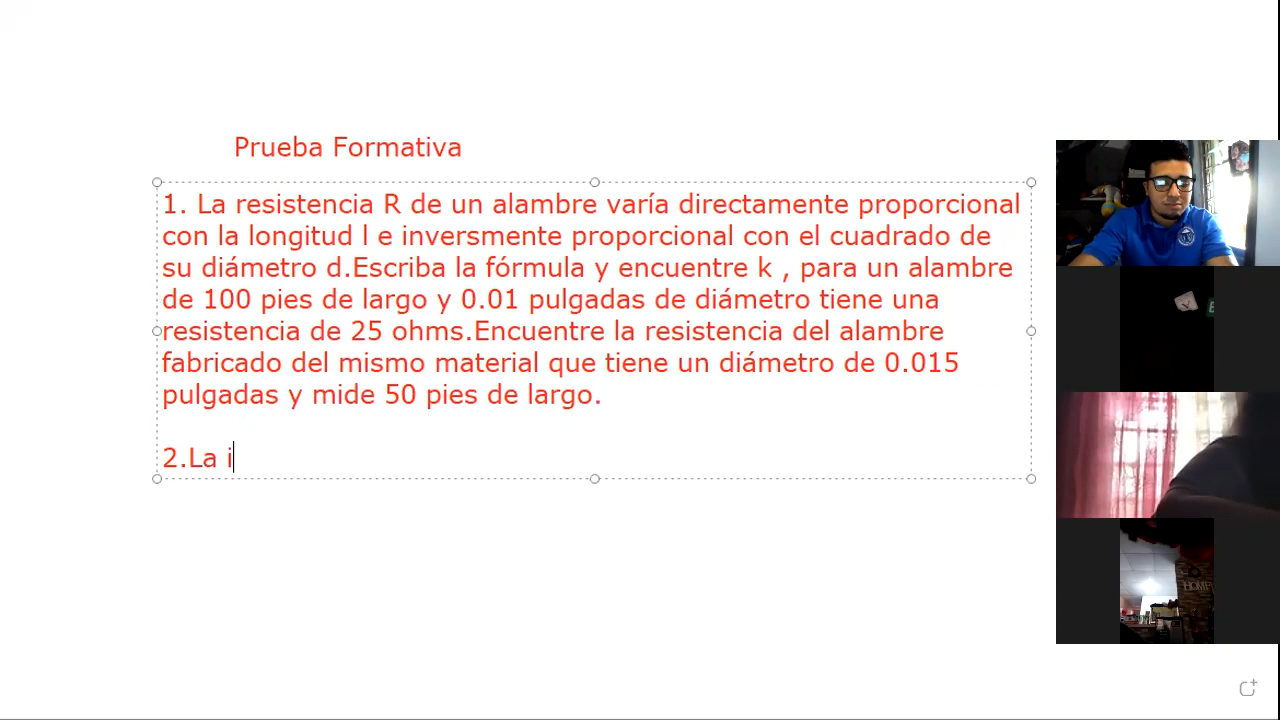 Prueba Formativa
1. La resistencia R de un alambre varía directamente proporcional
con la longitud l e inversmente proporcional con el cuadrado de
su diámetro d.Escriba la fórmula y encuentre k , para un alambre
de 100 pies de largo y 0.01 pulgadas de diámetro tiene una
resistencia de 25 ohms.Encuentre la resistencia del alambre
fabricado del mismo material que tiene un diámetro de 0.015
pulgadas y mide 50 pies de largo.
2.La i
HOME